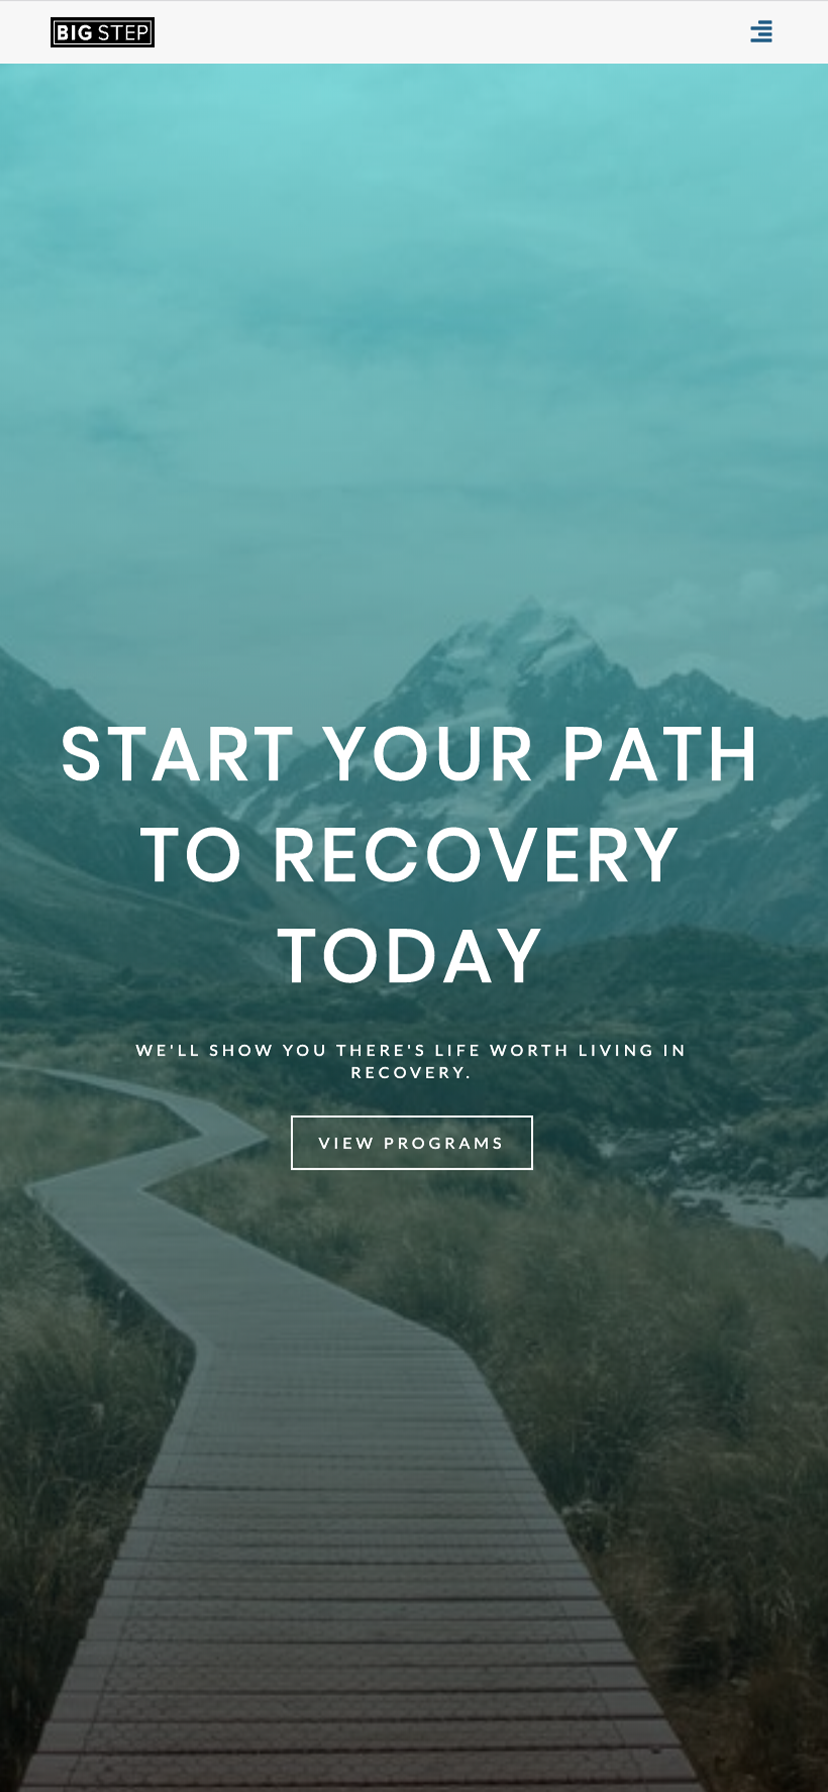 BIG STEP
START YOUR PATH
TO RECOVERY
TODAY
WE'LL SHOW YOU THERE'S LIFE WORTH LIVING IN
RECOVERY.
VIEW PROGRAMS